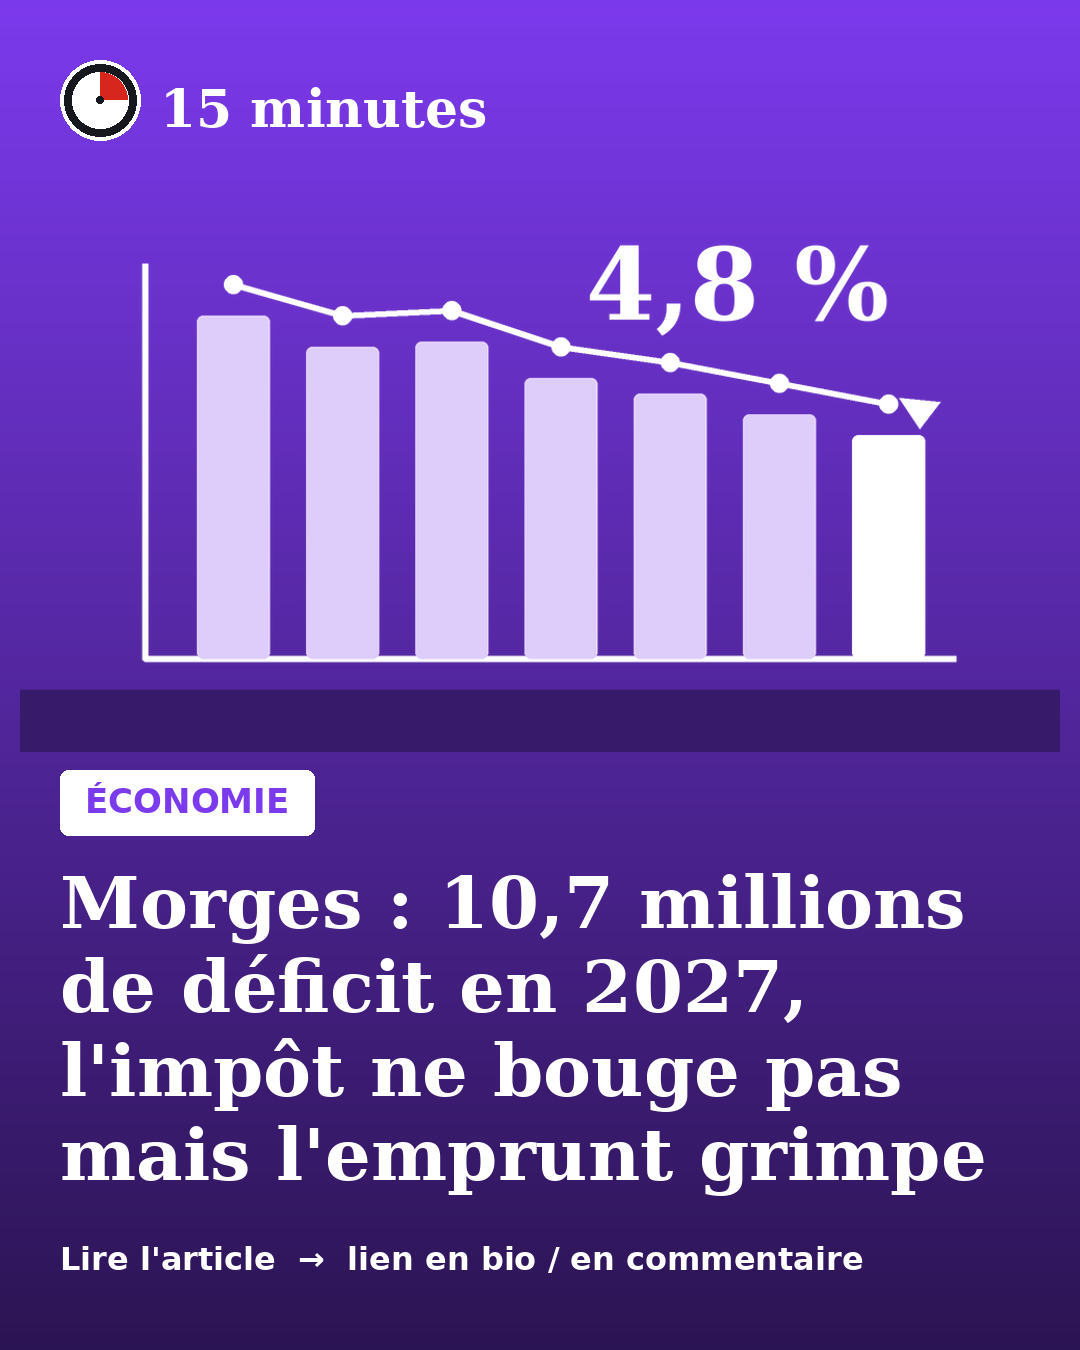 15 minutes
4,8 %
ÉCONOMIE
Morges : 10,7 millions
de déficit en 2027,
l'impôt ne bouge pas
mais l'emprunt grimpe
Lire l'article → lien en bio / en commentaire